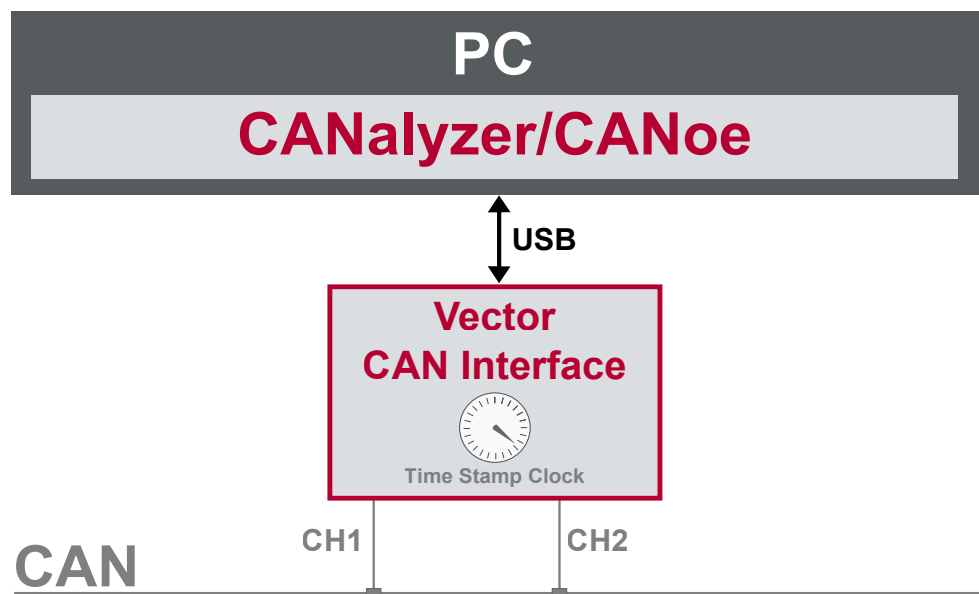 PC
CANalyzer/CANoe
USB
Vector
CAN Interface
Time Stamp Clock
CH1
CH2
CAN